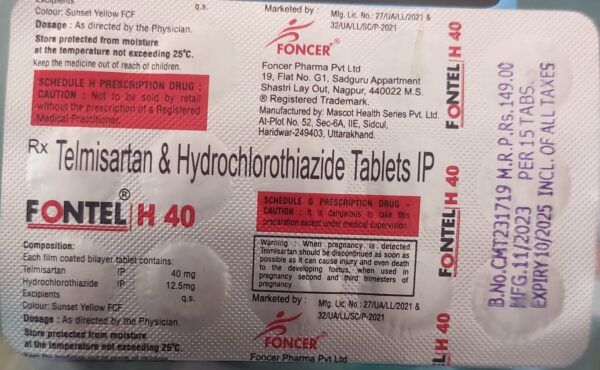 Excipients q.s.
Colour: Sunset Yellow FCF
Dosage : As directed by the Physician.
Store protected from moisture
at the temperature not exceeding 25°C.
Keep the medicine out of reach of children.
SCHEDULE H PRESCRIPTION DRUG :
CAUTION : Not to be sold by retail
without the prescription of a Registered
Medical Practitioner.
Marketed by :
Mfg. Lic. No.: 27/UA/LL/2021 &
32/UA/LL/SC/P-2021
FONCER®
Foncer Pharma Pvt Ltd
19, Flat No. G1, Sadguru Appartment
Shastri Lay Out, Nagpur, 440022 M.S.
® Registered Trademark.
Manufactured by: Mascot Health Series Pvt. Ltd.
At-Plot No. 52, Sec-6A, IIE, Sidcul,
Haridwar-249403, Uttarakhand.
Rx Telmisartan & Hydrochlorothiazide Tablets IP
FONTEL® H 40
Composition:
Each film coated bilayer tablet contains:
Telmisartan IP 40 mg
Hydrochlorothiazide IP 12.5mg
Excipients q.s.
Colour: Sunset Yellow FCF
Dosage : As directed by the Physician.
Store protected from moisture
at the temperature not exceeding 25°C.
Keep the medicine out of reach of children.
SCHEDULE G PRESCRIPTION DRUG -
CAUTION : It is dangerous to take this
preparation except under medical supervision
Warning : When pregnancy is detected
Telmisartan should be discontinued as soon as
possible as it can cause injury and even death
to the developing foetus, when used in
pregnancy second and third trimesters of
pregnancy
Marketed by :
Mfg. Lic. No.: 27/UA/LL/2021 &
32/UA/LL/SC/P-2021
FONCER®
Foncer Pharma Pvt Ltd
FONTEL H 40
FONTEL H 40
FONTEL H 40
B.No.CMT231719 M.R.P.Rs.149.00
MFG.11/2023 PER 15 TABS.
EXPIRY 10/2025 INCL. OF ALL TAXES